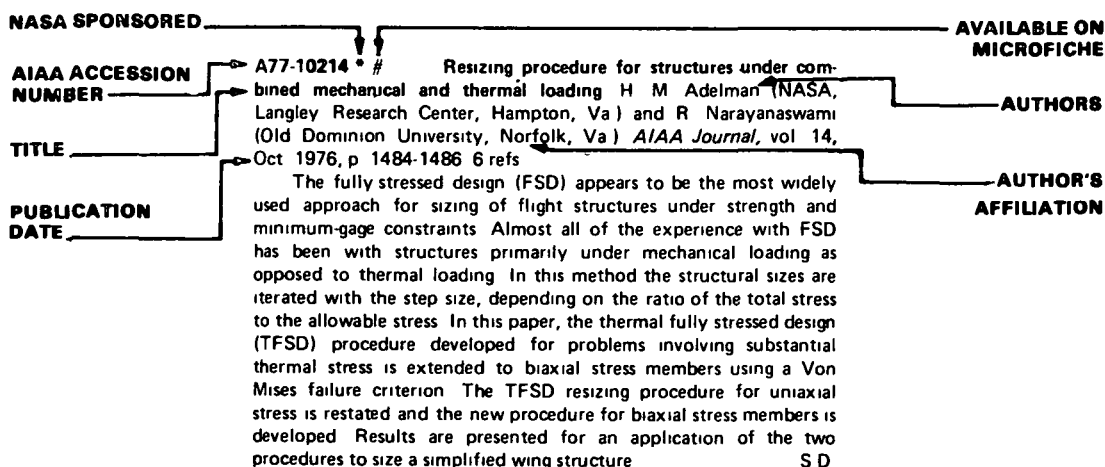 NASA SPONSORED
AVAILABLE ON
MICROFICHE
AIAA ACCESSION
NUMBER
AUTHORS
TITLE
AUTHOR'S
AFFILIATION
PUBLICATION
DATE
A77-10214 * # Resizing procedure for structures under com-
bined mechanical and thermal loading H M Adelman (NASA,
Langley Research Center, Hampton, Va ) and R Narayanaswami
(Old Dominion University, Norfolk, Va ) AIAA Journal, vol 14,
Oct 1976, p 1484-1486 6 refs
The fully stressed design (FSD) appears to be the most widely
used approach for sizing of flight structures under strength and
minimum-gage constraints Almost all of the experience with FSD
has been with structures primarily under mechanical loading as
opposed to thermal loading In this method the structural sizes are
iterated with the step size, depending on the ratio of the total stress
to the allowable stress In this paper, the thermal fully stressed design
(TFSD) procedure developed for problems involving substantial
thermal stress is extended to biaxial stress members using a Von
Mises failure criterion The TFSD resizing procedure for uniaxial
stress is restated and the new procedure for biaxial stress members is
developed Results are presented for an application of the two
procedures to size a simplified wing structure S D